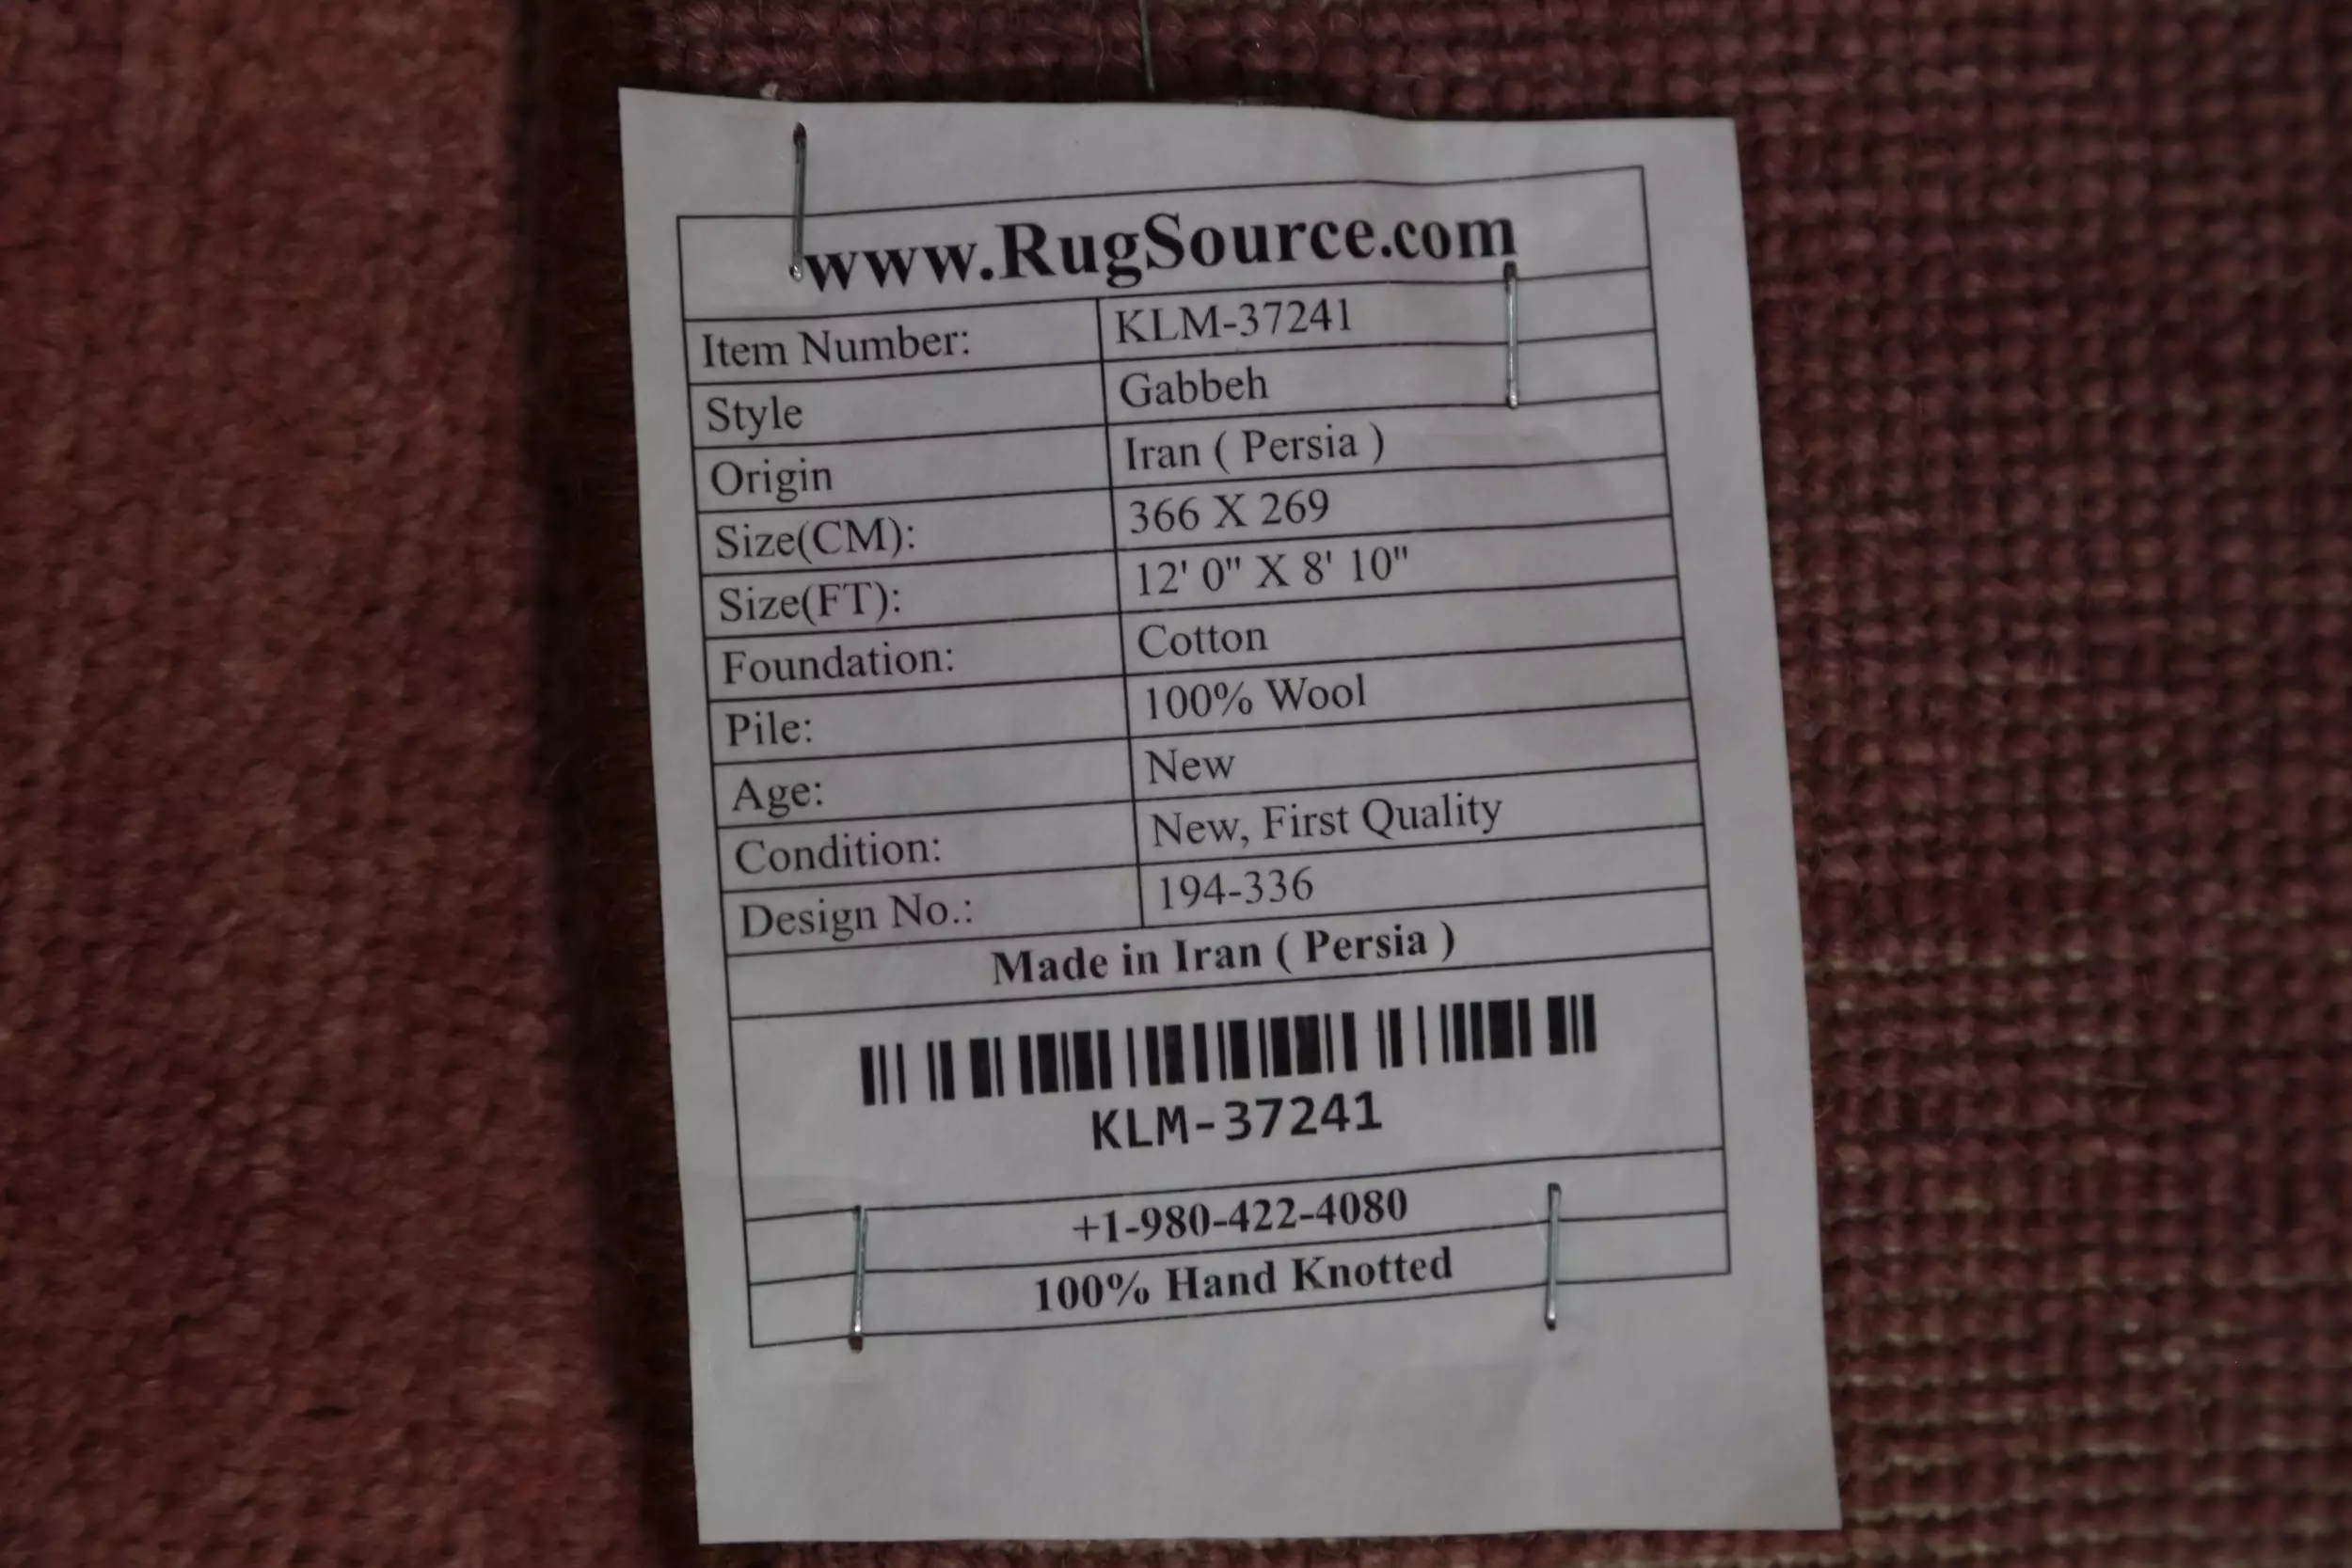 www.RugSource.com
Item Number: KLM-37241
Style Gabbeh
Origin Iran ( Persia )
Size(CM): 366 X 269
Size(FT): 12' 0" X 8' 10"
Foundation: Cotton
Pile: 100% Wool
Age: New
Condition: New, First Quality
Design No.: 194-336
Made in Iran ( Persia )
KLM-37241
+1-980-422-4080
100% Hand Knotted